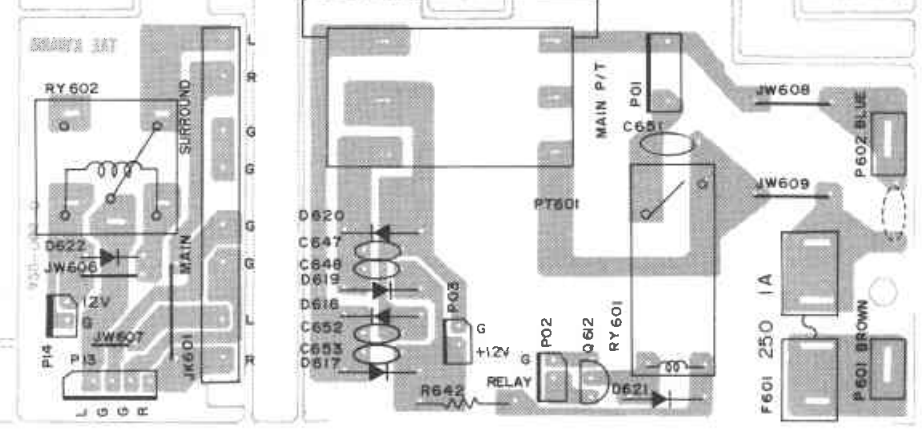 RY602
SURROUND
L
R
G
G
G
G
L
R
MAIN
JK601
D622
JW606
12V
G
P14
JW607
P13
L
G
G
R
MAIN P/T
P01
C651
PT601
JW608
P602 BLUE
JW609
D620
C647
C648
D619
D616
C652
C653
D617
P03
G
+12V
R642
P02
G
RELAY
Q612
RY601
D621
250 1A
F601
P601 BROWN